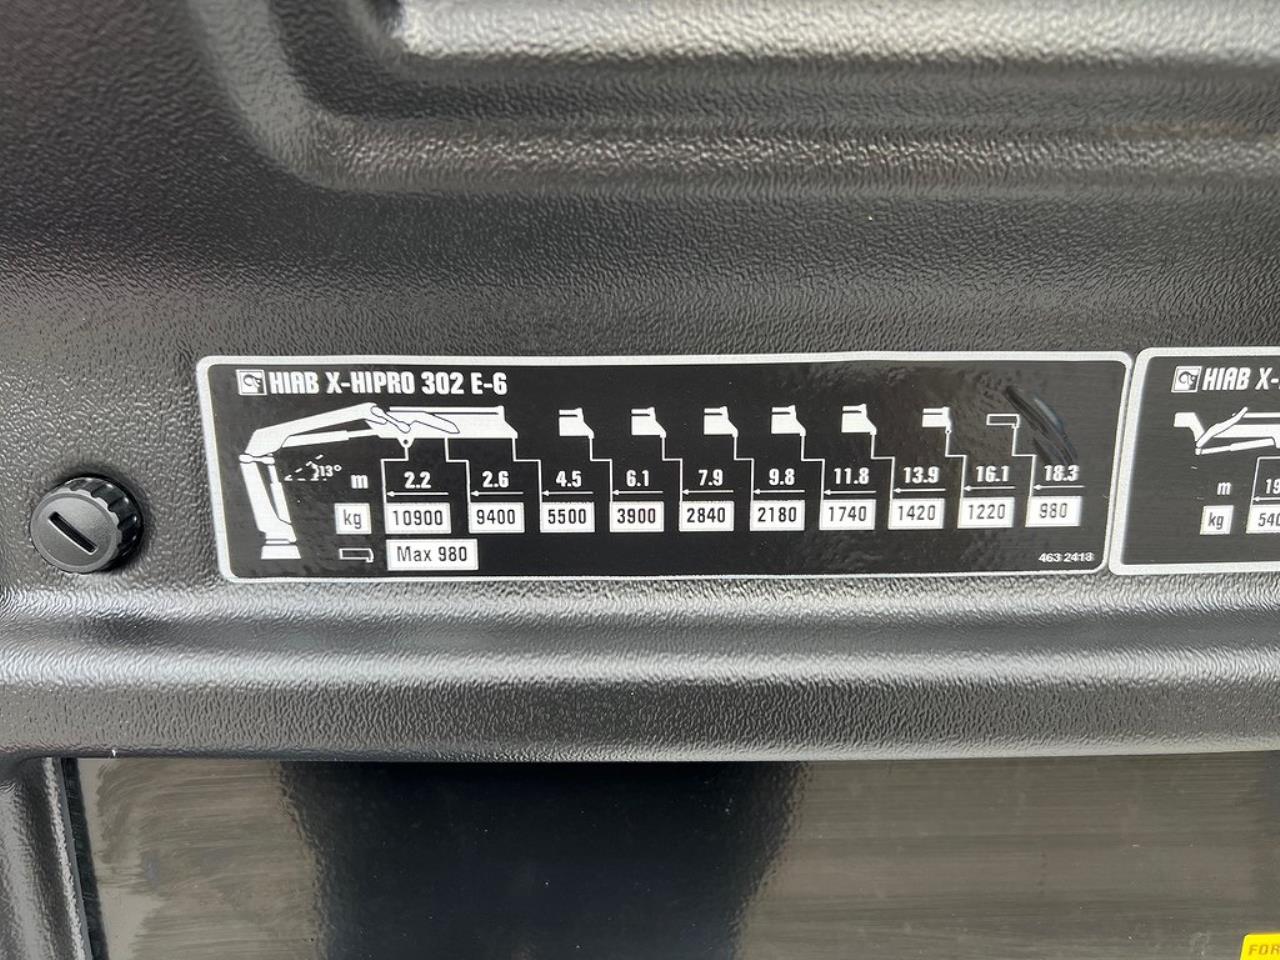 HIAB X-HIPRO 302 E-6
13°
m 2.2 2.6 4.5 6.1 7.9 9.8 11.8 13.9 16.1 18.3
kg 10900 9400 5500 3900 2840 2180 1740 1420 1220 980
Max 980
463 2418
HIAB X-
m
kg
FOR